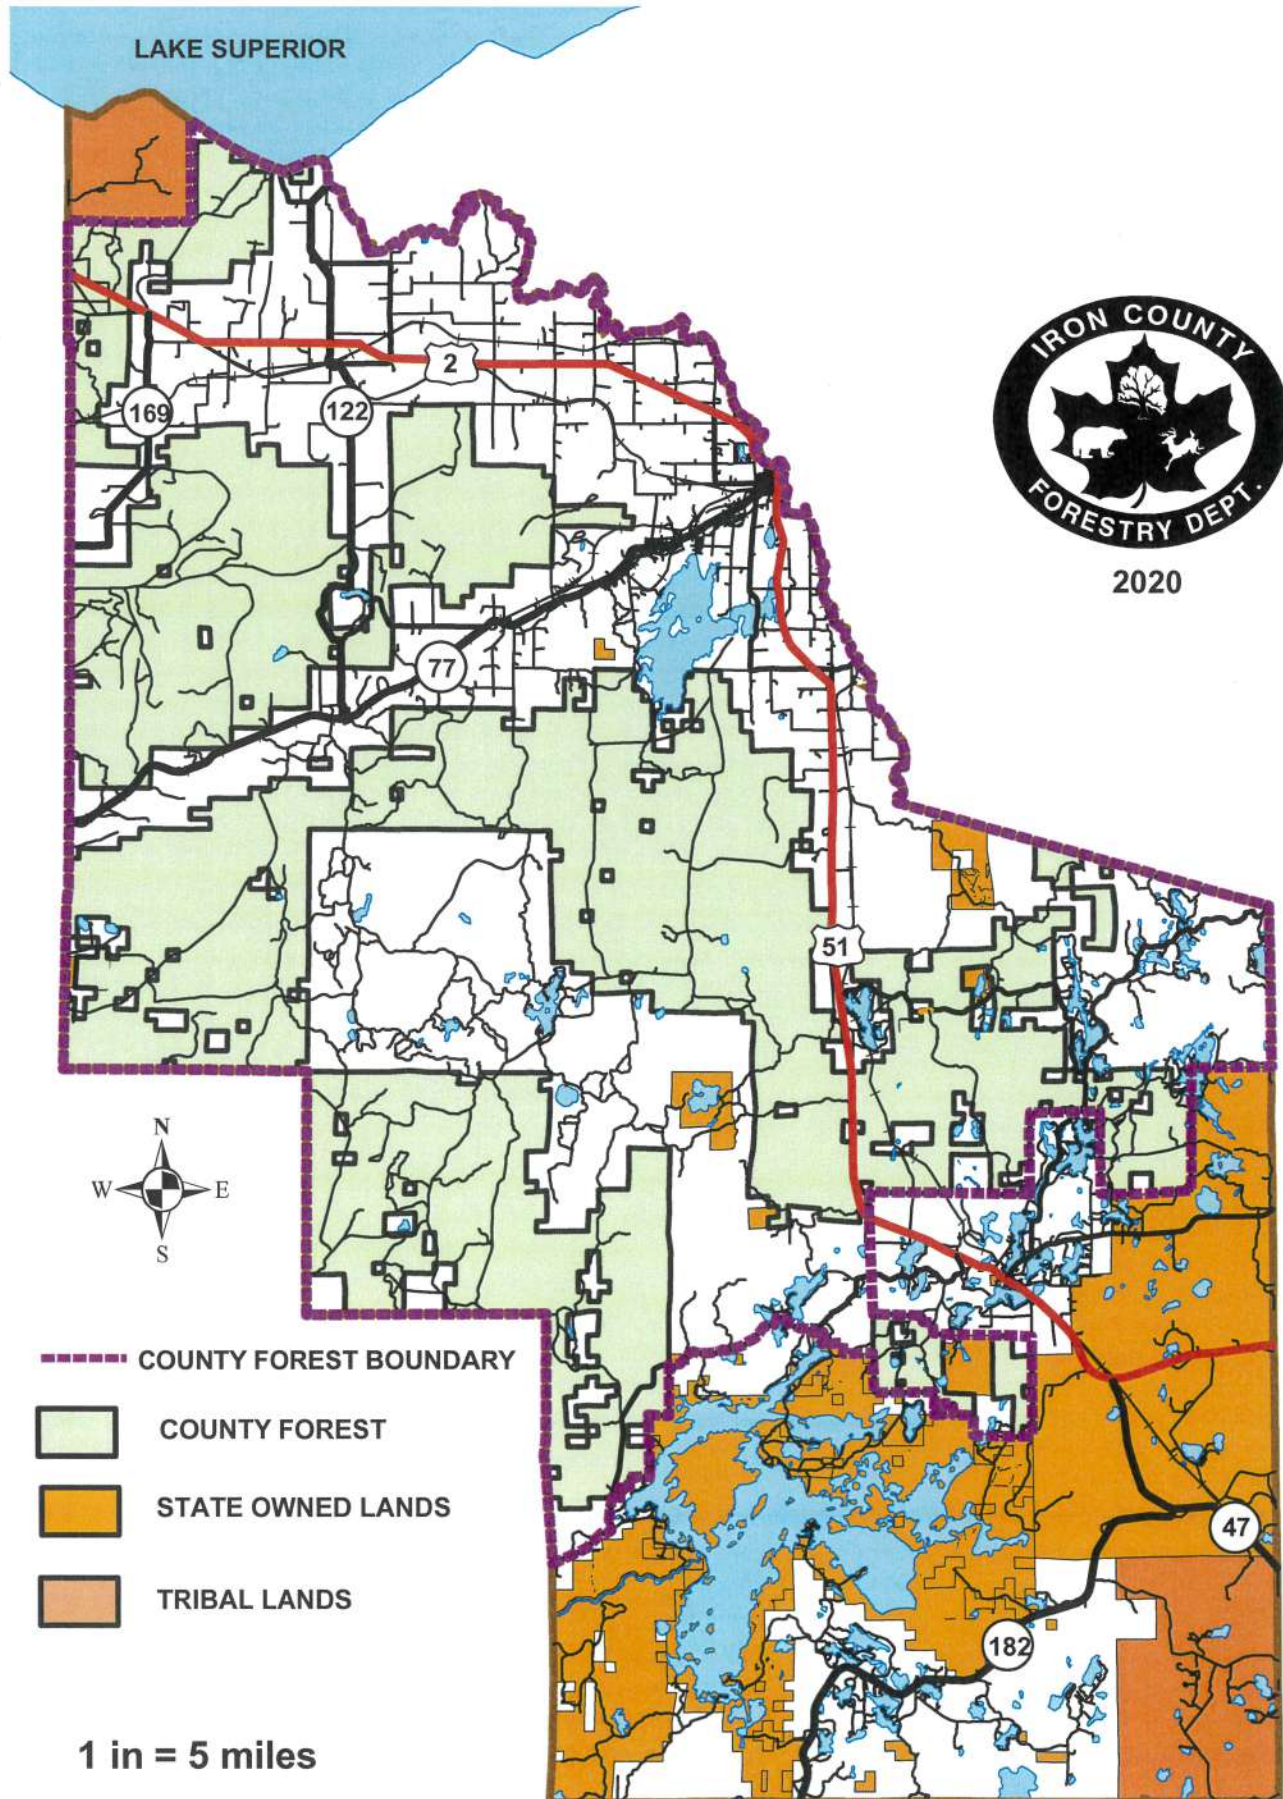 LAKE SUPERIOR
IRON COUNTY
FORESTRY DEPT.
2020
2
169
122
77
51
N
W E
S
COUNTY FOREST BOUNDARY
COUNTY FOREST
STATE OWNED LANDS
TRIBAL LANDS
47
182
1 in = 5 miles